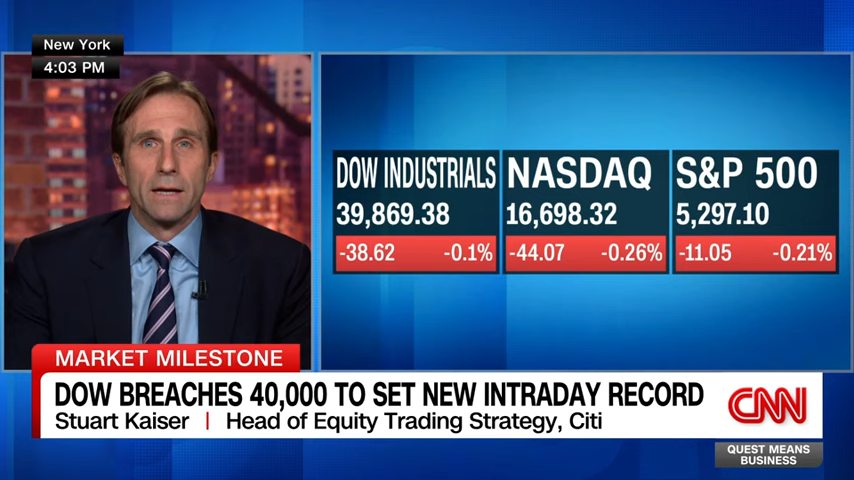 New York
4:03 PM
DOW INDUSTRIALS
39,869.38
-38.62 -0.1%
NASDAQ
16,698.32
-44.07 -0.26%
S&P 500
5,297.10
-11.05 -0.21%
MARKET MILESTONE
DOW BREACHES 40,000 TO SET NEW INTRADAY RECORD
Stuart Kaiser | Head of Equity Trading Strategy, Citi
CNN
QUEST MEANS
BUSINESS